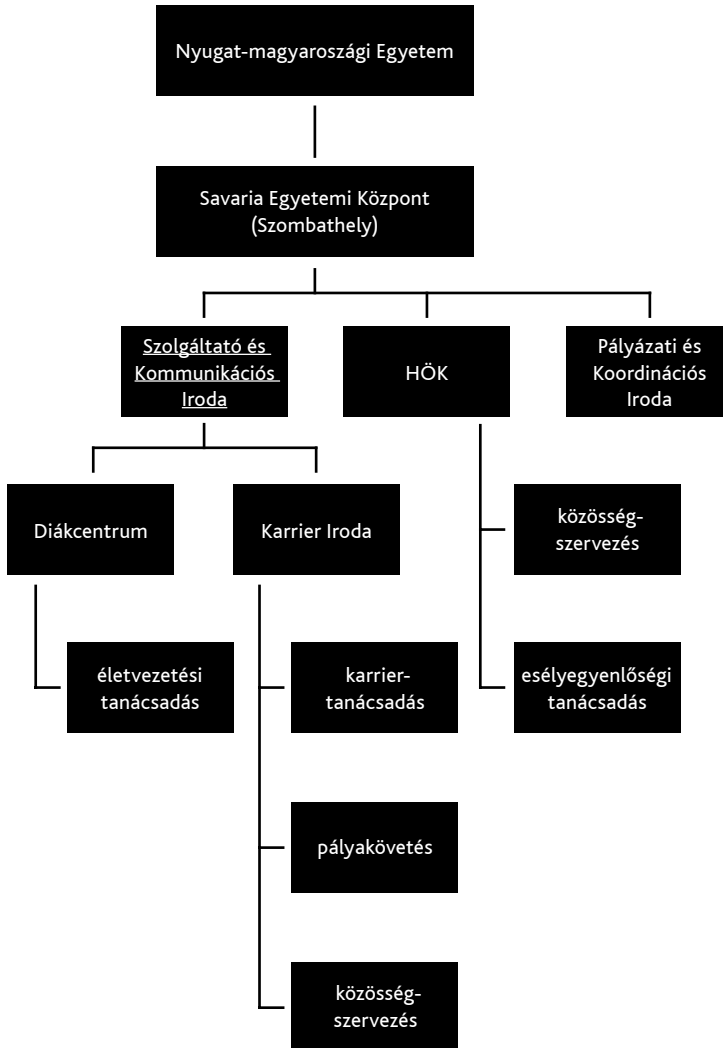 Nyugat-magyaroszági Egyetem
Savaria Egyetemi Központ
(Szombathely)
Szolgáltató és
Kommunikációs
Iroda
HÖK
Pályázati és
Koordinációs
Iroda
Diákcentrum
Karrier Iroda
közösség-
szervezés
életvezetési
tanácsadás
karrier-
tanácsadás
esélyegyenlőségi
tanácsadás
pályakövetés
közösség-
szervezés